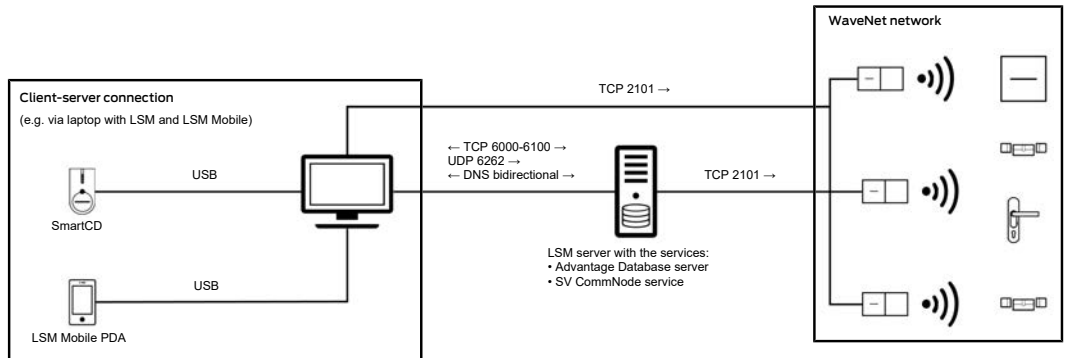 WaveNet network
Client-server connection
(e.g. via laptop with LSM and LSM Mobile)
TCP 2101 →
← TCP 6000-6100 →
UDP 6262 →
← DNS bidirectional →
USB
TCP 2101 →
SmartCD
LSM server with the services:
• Advantage Database server
• SV CommNode service
USB
LSM Mobile PDA